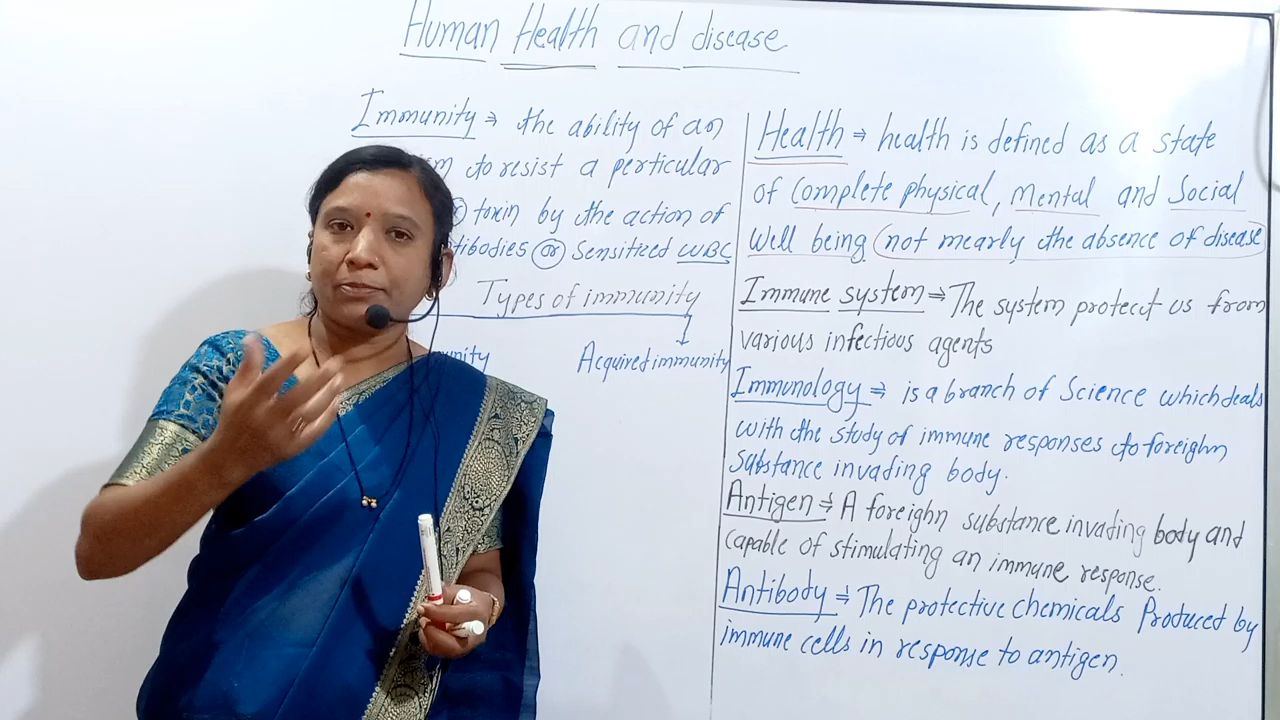 Human Health and disease
Immunity ⇒ the ability of an
to resist a perticular
toxin by the action of
tibodies or Sensitized WBC
Types of immunity
Acquired immunity
Health ⇒ health is defined as a state
of Complete physical, Mental and Social
Well being (not mearly the absence of disease)
Immune system ⇒ The system protect us from
various infectious agents
Immunology ⇒ is a branch of Science which deals
with the study of immune responses to foreighn
substance invading body.
Antigen ⇒ A foreighn substance invading body and
capable of stimulating an immune response.
Antibody ⇒ The protective chemicals Produced by
immune cells in response to antigen.